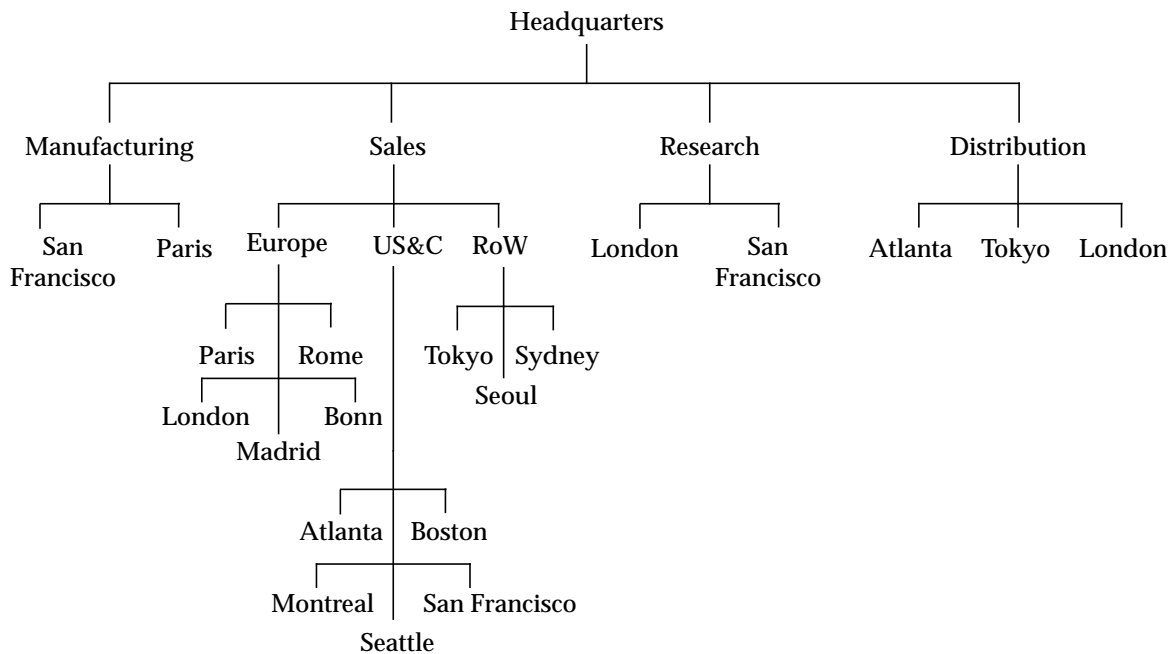 Headquarters
Manufacturing Sales Research Distribution
San
Francisco
Paris
Europe US&C RoW
London
San
Francisco
Atlanta Tokyo London
Paris Rome
London Bonn
Madrid
Tokyo Sydney
Seoul
Atlanta Boston
Montreal San Francisco
Seattle